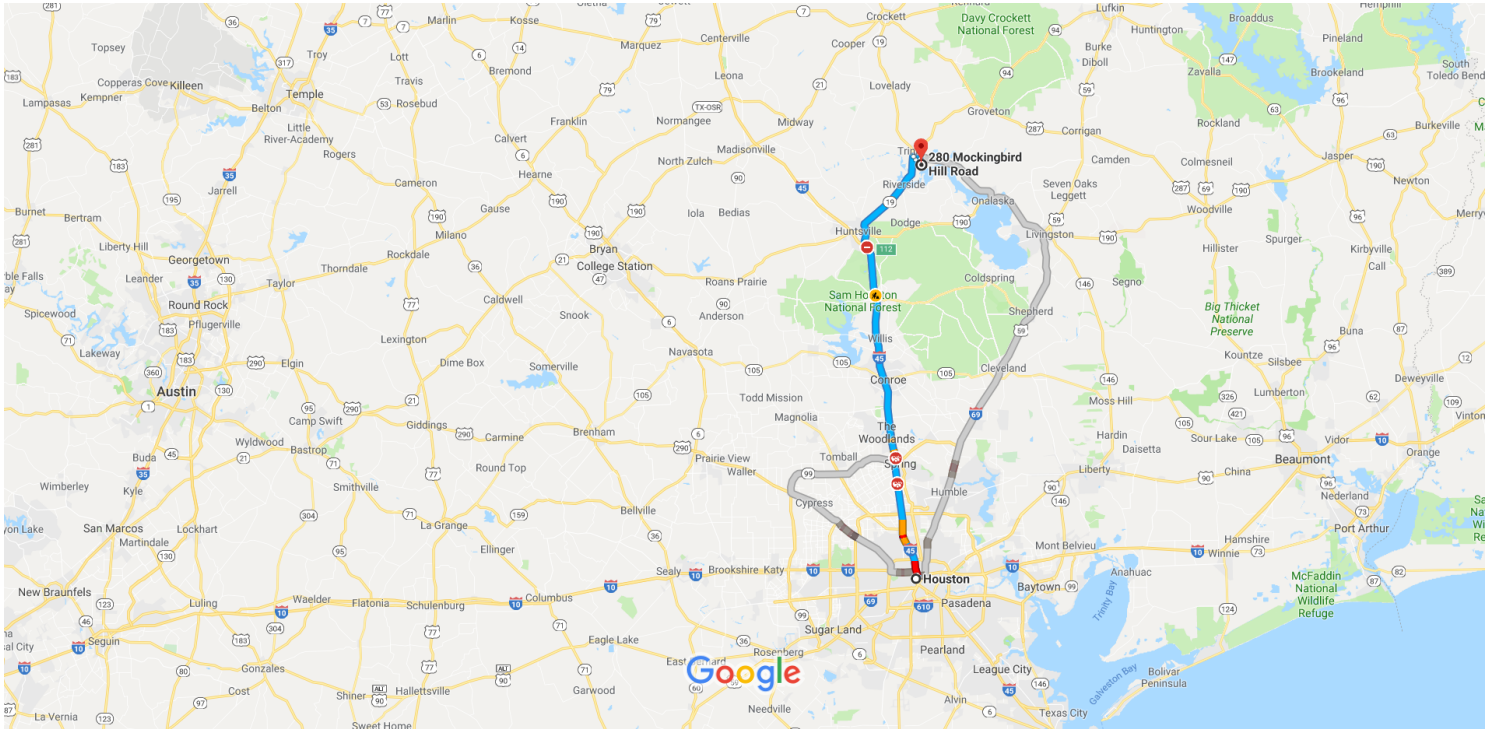 Topsey
Copperas Cove
Killeen
Lampasas
Kempner
Belton
Temple
Troy
Little
River-Academy
Rogers
Lott
Travis
Rosebud
Marlin
Kosse
Bremond
Calvert
Hearne
Franklin
Marquez
Centerville
Leona
Normangee
TX-OSR
Midway
Madisonville
North Zulch
Crockett
Cooper
Lovelady
Groveton
Davy Crockett
National Forest
Lufkin
Burke
Diboll
Huntington
Zavalla
Broaddus
Pineland
Brookeland
Hemphill
South
Toledo Bend
Rockland
Burkeville
Corrigan
Camden
Colmesneil
Jasper
Newton
280 Mockingbird
Hill Road
Riverside
Onalaska
Seven Oaks
Leggett
Woodville
Livingston
Hillister
Spurger
Kirbyville
Call
Jarrell
Burnet
Bertram
Liberty Hill
Georgetown
Leander
Round Rock
Pflugerville
Spicewood
Lakeway
Austin
Taylor
Thorndale
Rockdale
Cameron
Milano
Gause
Bryan
College Station
Iola
Bedias
Huntsville
Dodge
112
Roans Prairie
Anderson
Sam Houston
National Forest
Coldspring
Shepherd
Segno
Big Thicket
National
Preserve
Buna
Kountze
Silsbee
Lumberton
Deweyville
Vinton
Caldwell
Snook
Lexington
Dime Box
Somerville
Navasota
Willis
Conroe
Cleveland
Moss Hill
Elgin
Camp Swift
Giddings
Carmine
Brenham
Todd Mission
Magnolia
The
Woodlands
Spring
Tomball
Prairie View
Waller
Cypress
Humble
Hardin
Daisetta
Liberty
Sour Lake
China
Vidor
Beaumont
Orange
Nederland
Port Arthur
Wyldwood
Bastrop
Buda
Kyle
Wimberley
San Marcos
Martindale
Lockhart
Smithville
Round Top
La Grange
Ellinger
Bellville
Sealy
Brookshire
Katy
Houston
Mont Belvieu
Baytown
Anahuac
Winnie
Hamshire
McFaddin
National
Wildlife
Refuge
Trinity Bay
Pasadena
Sugar Land
Pearland
League City
Galveston Bay
Bolivar
Peninsula
Texas City
Alvin
Rosenberg
Needville
East Bernard
Eagle Lake
Garwood
Columbus
Waelder
Flatonia
Schulenburg
New Braunfels
Luling
Seguin
Gonzales
Cost
Shiner
Hallettsville
Sweet Home
La Vernia
Google